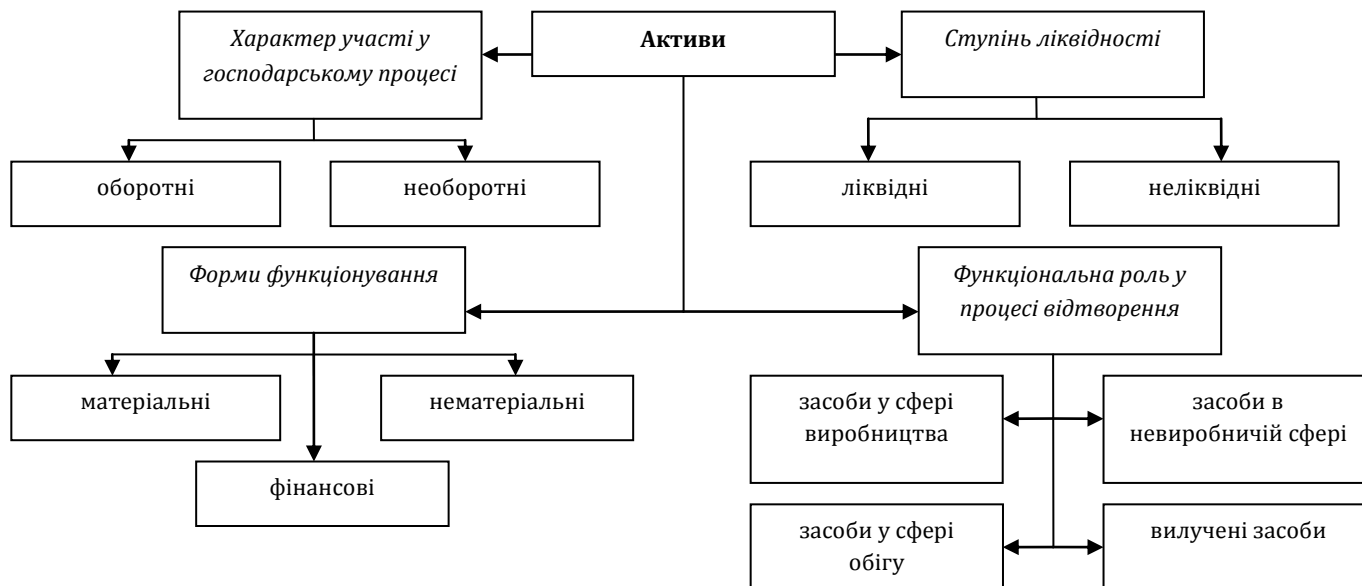 Характер участі у
господарському процесі
Активи
Ступінь ліквідності
оборотні
необоротні
ліквідні
неліквідні
Форми функціонування
Функціональна роль у
процесі відтворення
матеріальні
нематеріальні
фінансові
засоби у сфері
виробництва
засоби в
невиробничій сфері
засоби у сфері
обігу
вилучені засоби